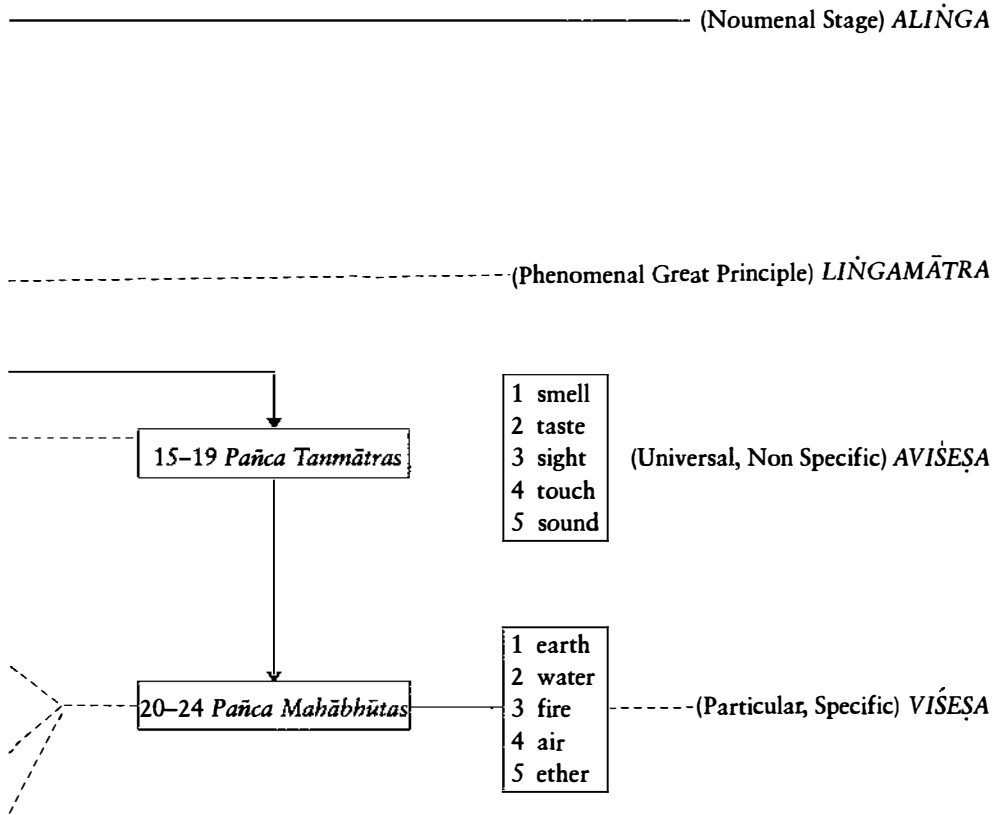 (Noumenal Stage) ALIṄGA
(Phenomenal Great Principle) LIṄGAMĀTRA
15–19 Pañca Tanmātras
1 smell
2 taste
3 sight
4 touch
5 sound
(Universal, Non Specific) AVIŚEṢA
20–24 Pañca Mahābhūtas
1 earth
2 water
3 fire
4 air
5 ether
(Particular, Specific) VIŚEṢA